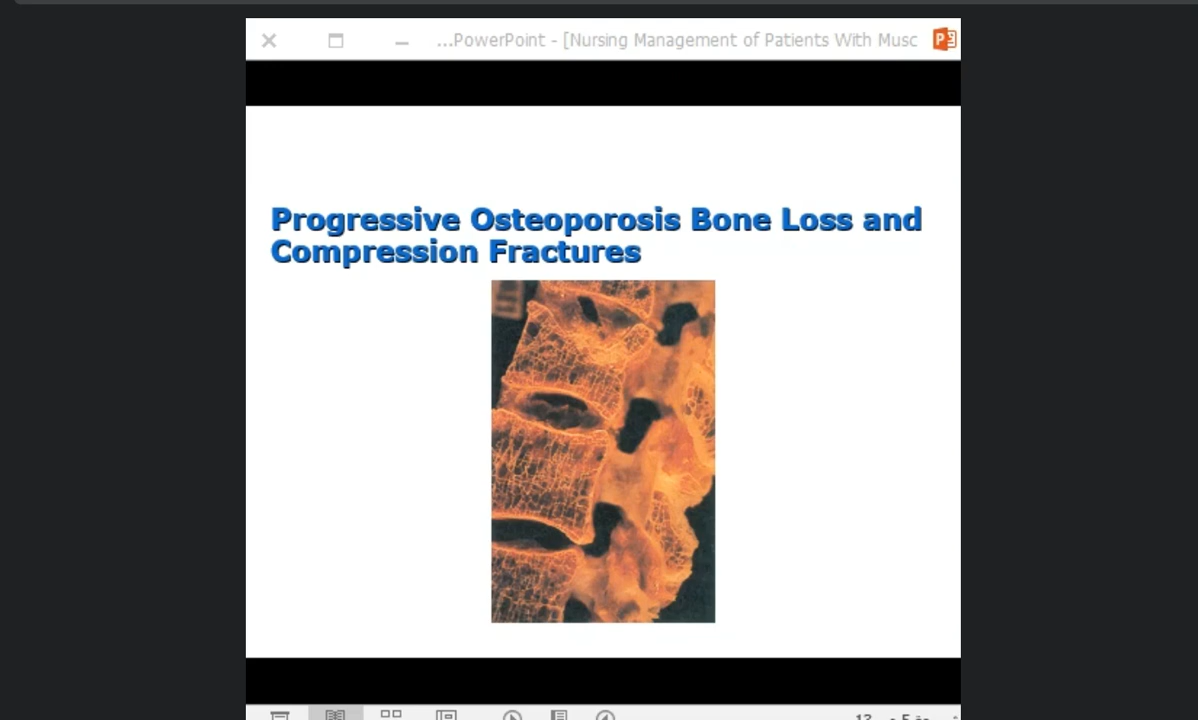 ...PowerPoint - [Nursing Management of Patients With Musc
Progressive Osteoporosis Bone Loss and
Compression Fractures